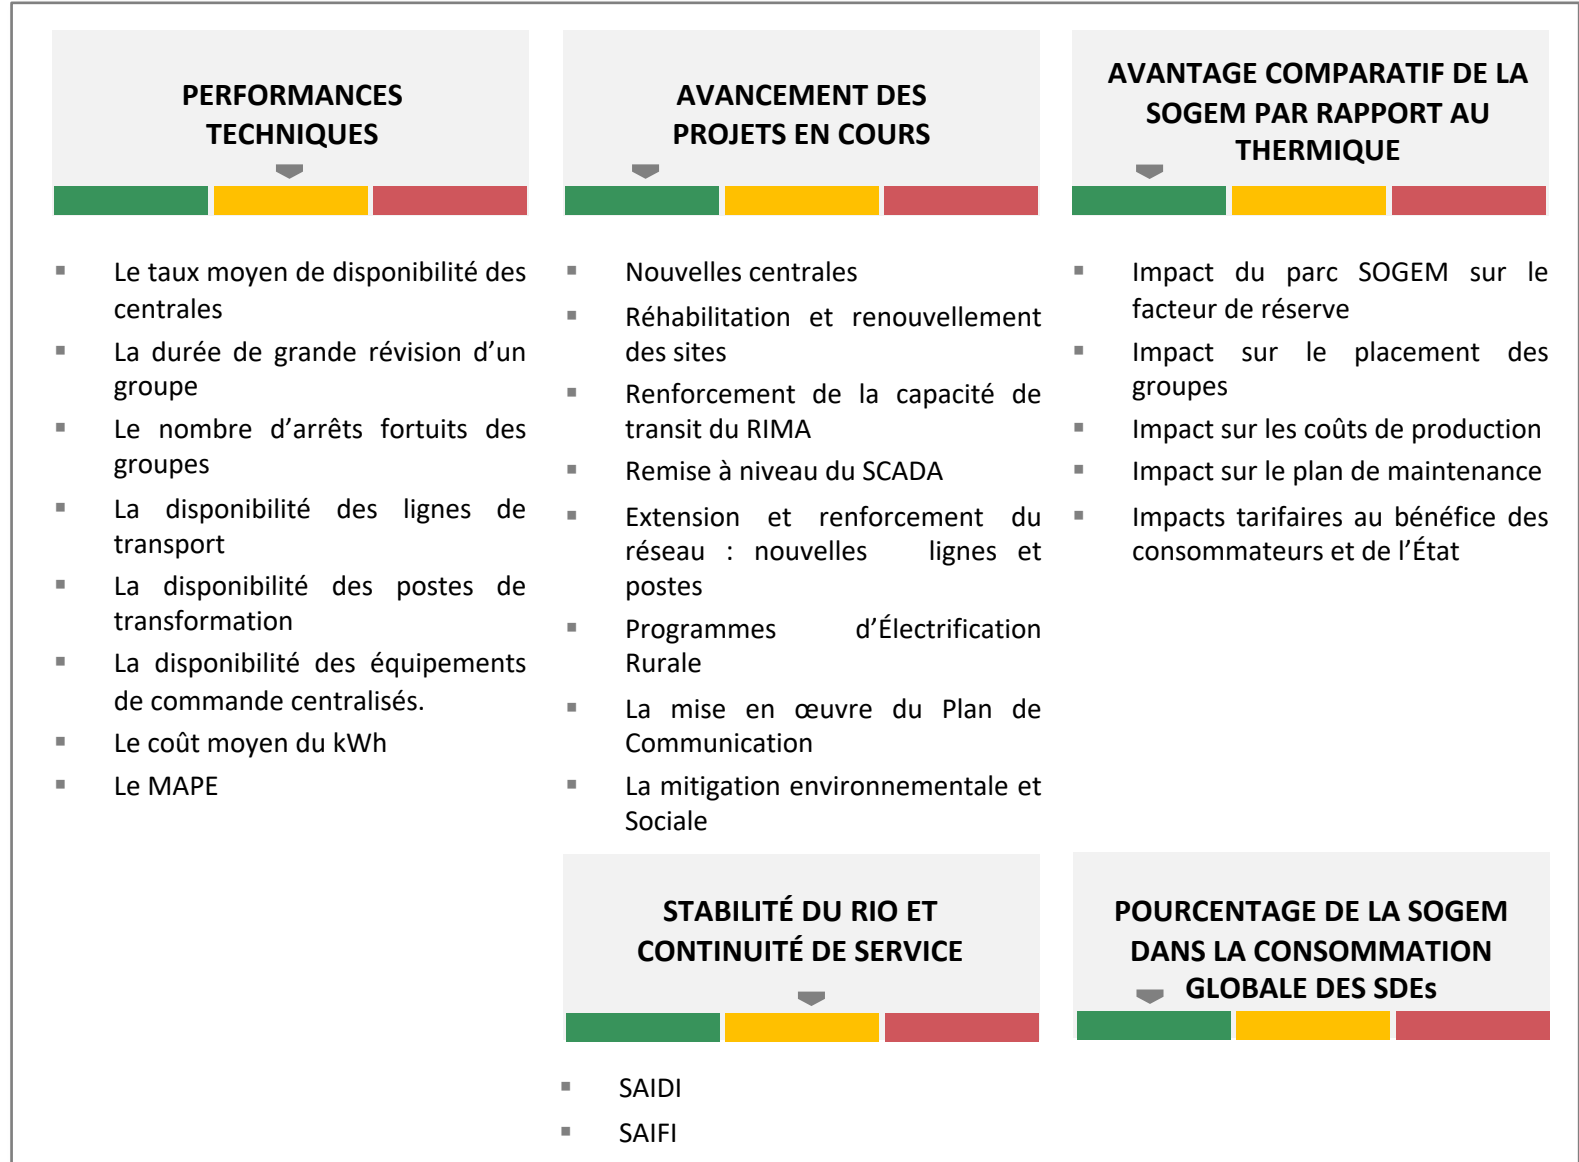 PERFORMANCES
TECHNIQUES
Le taux moyen de disponibilité des
centrales
La durée de grande révision d’un
groupe
Le nombre d’arrêts fortuits des
groupes
La disponibilité des lignes de
transport
La disponibilité des postes de
transformation
La disponibilité des équipements
de commande centralisés.
Le coût moyen du kWh
Le MAPE
AVANCEMENT DES
PROJETS EN COURS
Nouvelles centrales
Réhabilitation et renouvellement
des sites
Renforcement de la capacité de
transit du RIMA
Remise à niveau du SCADA
Extension et renforcement du
réseau : nouvelles lignes et
postes
Programmes d’Électrification
Rurale
La mise en œuvre du Plan de
Communication
La mitigation environnementale et
Sociale
AVANTAGE COMPARATIF DE LA
SOGEM PAR RAPPORT AU
THERMIQUE
Impact du parc SOGEM sur le
facteur de réserve
Impact sur le placement des
groupes
Impact sur les coûts de production
Impact sur le plan de maintenance
Impacts tarifaires au bénéfice des
consommateurs et de l’État
STABILITÉ DU RIO ET
CONTINUITÉ DE SERVICE
SAIDI
SAIFI
POURCENTAGE DE LA SOGEM
DANS LA CONSOMMATION
GLOBALE DES SDEs